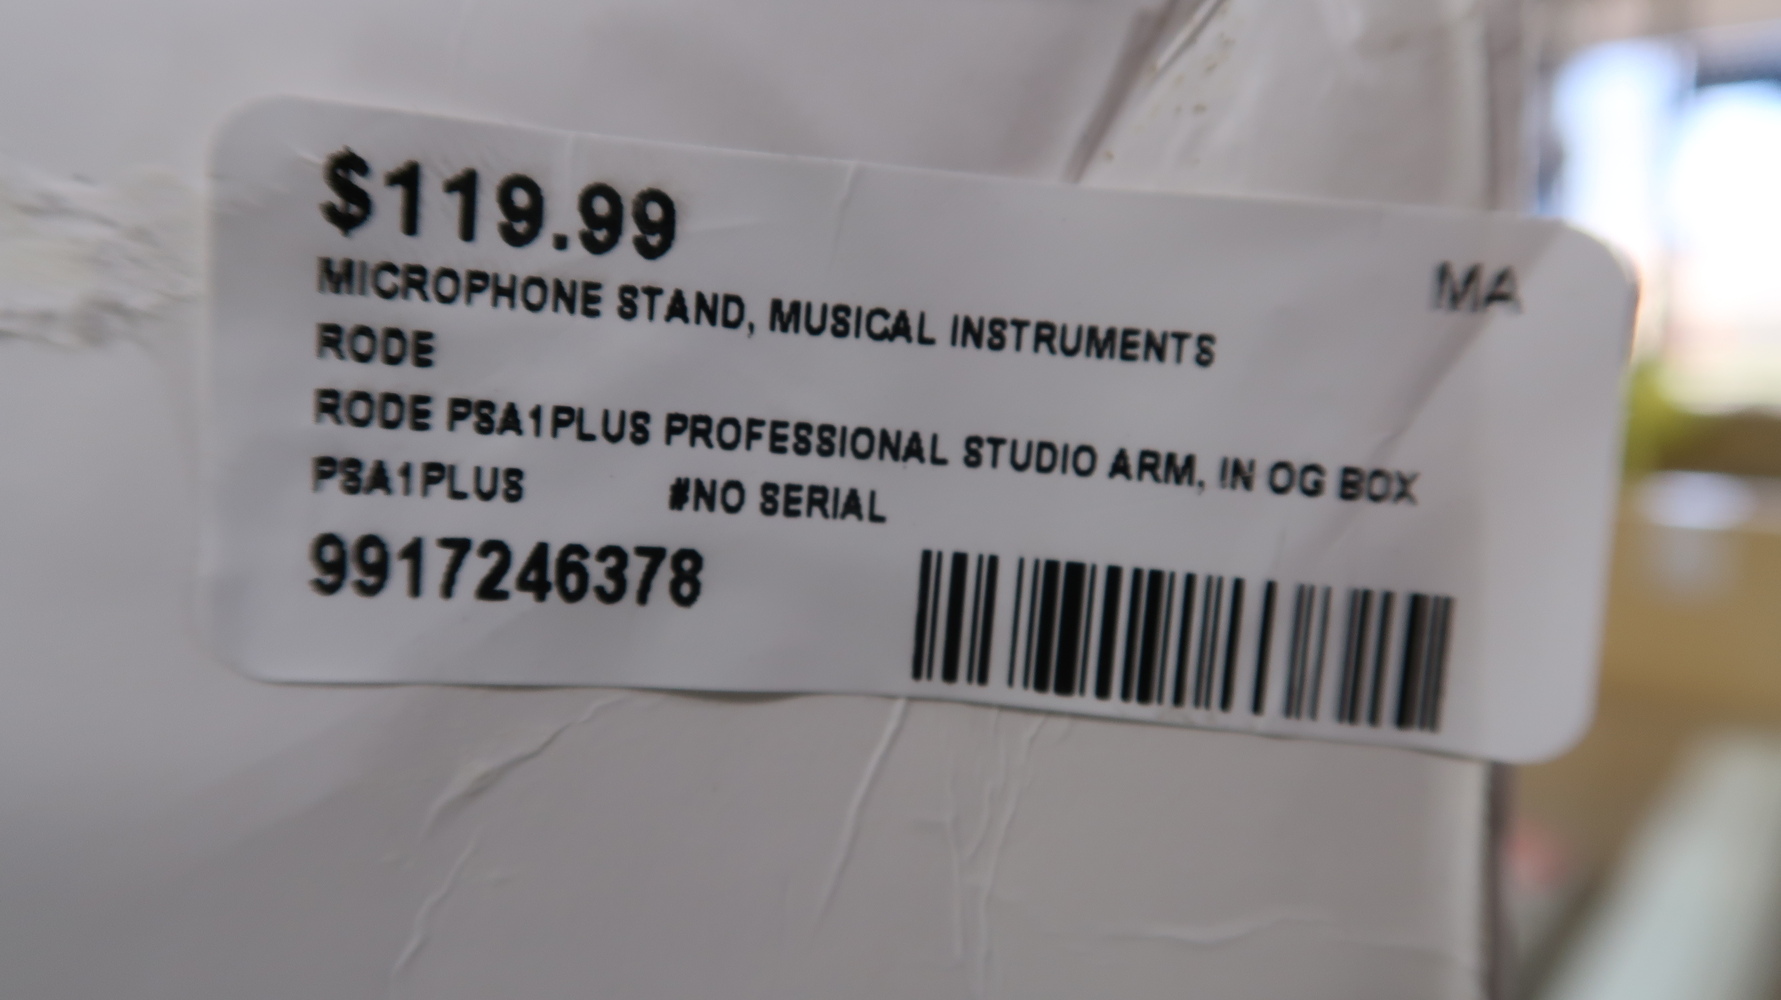 $119.99
MA
MICROPHONE STAND, MUSICAL INSTRUMENTS
RODE
RODE PSA1PLUS PROFESSIONAL STUDIO ARM, IN OG BOX
PSA1PLUS #NO SERIAL
9917246378